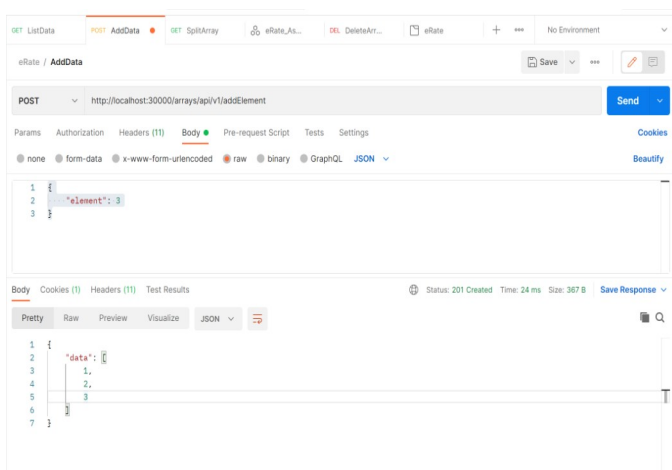 GET ListData POST AddData GET SplitArray eRate_As... DEL DeleteArr... eRate + ooo No Environment
eRate / AddData Save ooo
POST http://localhost:30000/arrays/api/v1/addElement Send
Params Authorization Headers (11) Body Pre-request Script Tests Settings Cookies
none form-data x-www-form-urlencoded raw binary GraphQL JSON Beautify
1 {
2 ····"element": 3
3 }
Body Cookies (1) Headers (11) Test Results Status: 201 Created Time: 24 ms Size: 367 B Save Response
Pretty Raw Preview Visualize JSON
1 {
2 "data": [
3 1,
4 2,
5 3
6 ]
7 }